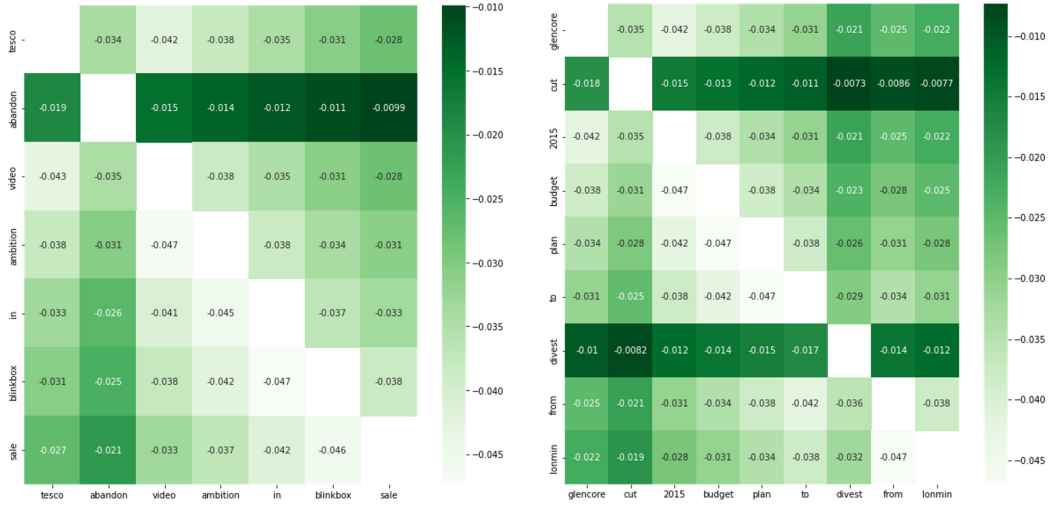 tesco -0.034 -0.042 -0.038 -0.035 -0.031 -0.028
abandon -0.019 -0.015 -0.014 -0.012 -0.011 -0.0099
video -0.043 -0.035 -0.038 -0.035 -0.031 -0.028
ambition -0.038 -0.031 -0.047 -0.038 -0.034 -0.031
in -0.033 -0.026 -0.041 -0.045 -0.037 -0.033
blinkbox -0.031 -0.025 -0.038 -0.042 -0.047 -0.038
sale -0.027 -0.021 -0.033 -0.037 -0.042 -0.046
tesco abandon video ambition in blinkbox sale
−0.010
−0.015
−0.020
−0.025
−0.030
−0.035
−0.040
−0.045
glencore -0.035 -0.042 -0.038 -0.034 -0.031 -0.021 -0.025 -0.022
cut -0.018 -0.015 -0.013 -0.012 -0.011 -0.0073 -0.0086 -0.0077
2015 -0.042 -0.035 -0.038 -0.034 -0.031 -0.021 -0.025 -0.022
budget -0.038 -0.031 -0.047 -0.038 -0.034 -0.023 -0.028 -0.025
plan -0.034 -0.028 -0.042 -0.047 -0.038 -0.026 -0.031 -0.028
to -0.031 -0.025 -0.038 -0.042 -0.047 -0.029 -0.034 -0.031
divest -0.01 -0.0082 -0.012 -0.014 -0.015 -0.017 -0.014 -0.012
from -0.025 -0.021 -0.031 -0.034 -0.038 -0.042 -0.036 -0.038
lonmin -0.022 -0.019 -0.028 -0.031 -0.034 -0.038 -0.032 -0.047
glencore cut 2015 budget plan to divest from lonmin
−0.010
−0.015
−0.020
−0.025
−0.030
−0.035
−0.040
−0.045